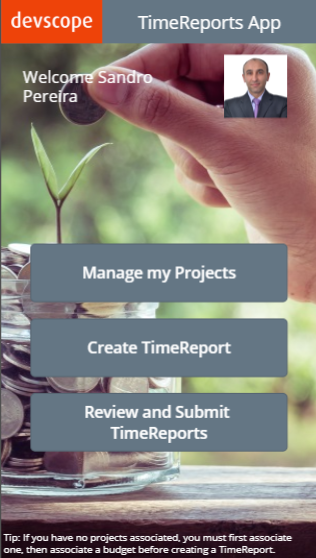 devscope
TimeReports App
Welcome Sandro
Pereira
Manage my Projects
Create TimeReport
Review and Submit
TimeReports
Tip: If you have no projects associated, you must first associate
one, then associate a budget before creating a TimeReport.